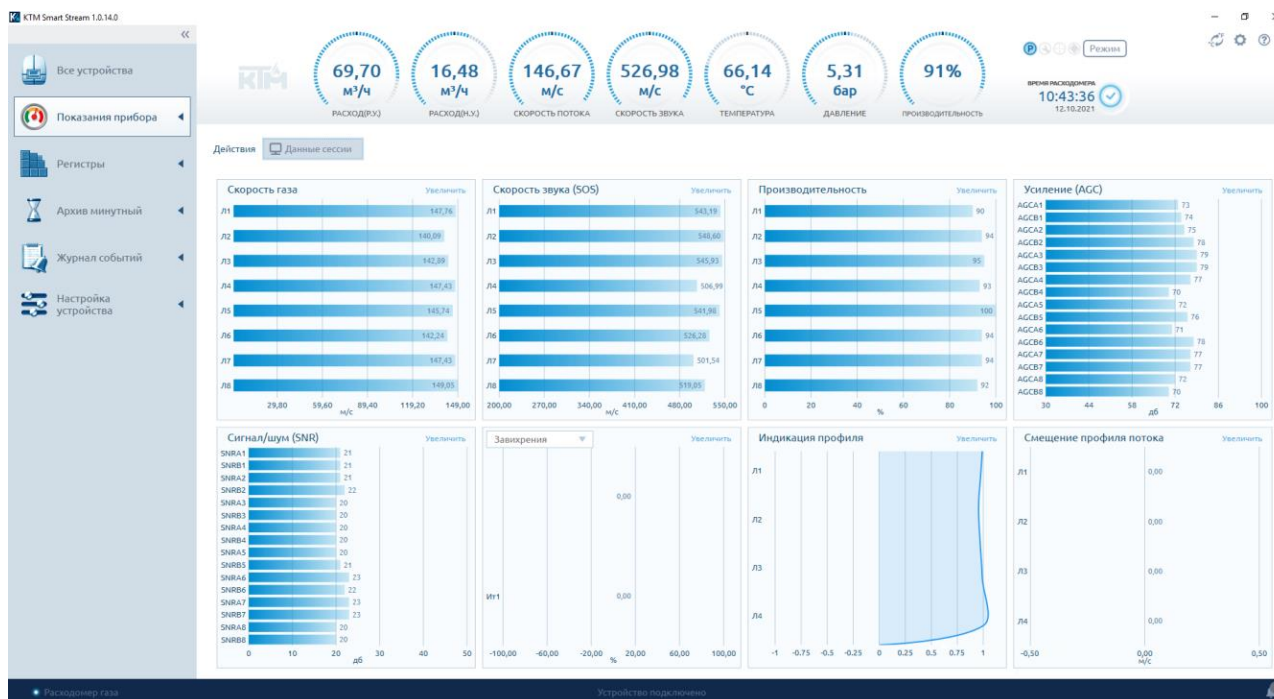 KTM Smart Stream 1.0.14.0
Все устройства
Показания прибора
Регистры
Архив минутный
Журнал событий
Настройка
устройства
КТМ
69,70
м³/ч
РАСХОД(Р.У.)
16,48
м³/ч
РАСХОД(Н.У.)
146,67
м/с
СКОРОСТЬ ПОТОКА
526,98
м/с
СКОРОСТЬ ЗВУКА
66,14
°C
ТЕМПЕРАТУРА
5,31
бар
ДАВЛЕНИЕ
91%
ПРОИЗВОДИТЕЛЬНОСТЬ
Режим
ВРЕМЯ РАСХОДОМЕРА
10:43:36
12.10.2021
Действия Данные сессии
Скорость газа Увеличить
Л1 147,76
Л2 140,09
Л3 142,89
Л4 147,43
Л5 145,74
Л6 142,24
Л7 147,43
Л8 149,05
29,80 59,60 89,40 119,20 149,00
м/с
Скорость звука (SOS) Увеличить
Л1 543,19
Л2 548,60
Л3 545,93
Л4 506,99
Л5 541,98
Л6 526,28
Л7 501,54
Л8 519,05
200,00 270,00 340,00 410,00 480,00 550,00
м/с
Производительность Увеличить
Л1 90
Л2 94
Л3 95
Л4 93
Л5 100
Л6 94
Л7 94
Л8 92
0 20 40 60 80 100
%
Усиление (AGC) Увеличить
AGCA1 73
AGCB1 74
AGCA2 75
AGCB2 78
AGCA3 79
AGCB3 79
AGCA4 77
AGCB4 70
AGCA5 72
AGCB5 76
AGCA6 71
AGCB6 78
AGCA7 77
AGCB7 77
AGCA8 72
AGCB8 70
30 44 58 72 86 100
дб
Сигнал/шум (SNR) Увеличить
SNRA1 21
SNRB1 21
SNRA2 21
SNRB2 22
SNRA3 20
SNRB3 20
SNRA4 20
SNRB4 20
SNRA5 20
SNRB5 21
SNRA6 23
SNRB6 22
SNRA7 23
SNRB7 23
SNRA8 20
SNRB8 20
0 10 20 30 40 50
дб
Завихрения Увеличить
0,00
Ит1 0,00
-100,00 -60,00 -20,00 20,00 60,00 100,00
%
Индикация профиля Увеличить
Л1
Л2
Л3
Л4
-1 -0.75 -0.5 -0.25 0 0.25 0.5 0.75 1
Смещение профиля потока Увеличить
Л1 0,00
Л2 0,00
Л3 0,00
Л4 0,00
-0,50 0,00 0,50
м/с
Расходомер газа Устройство подключено